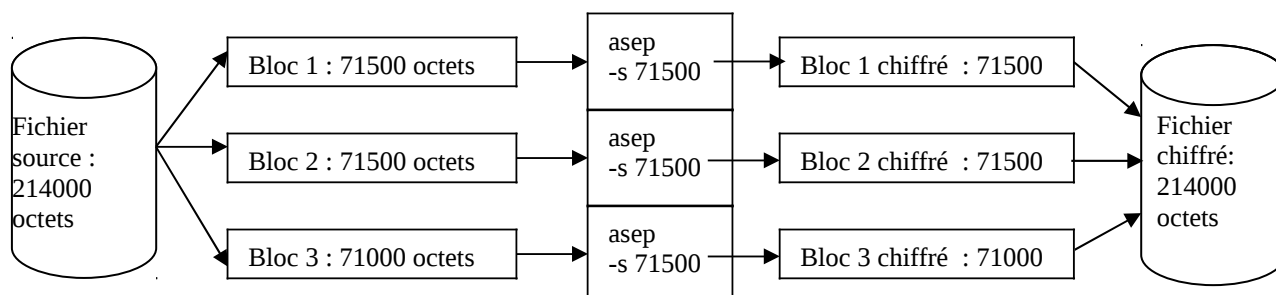 Fichier
source :
214000
octets
Bloc 1 : 71500 octets
asep
-s 71500
Bloc 1 chiffré  : 71500
Bloc 2 : 71500 octets
asep
-s 71500
Bloc 2 chiffré  : 71500
Bloc 3 : 71000 octets
asep
-s 71500
Bloc 3 chiffré  : 71000
Fichier
chiffré:
214000
octets